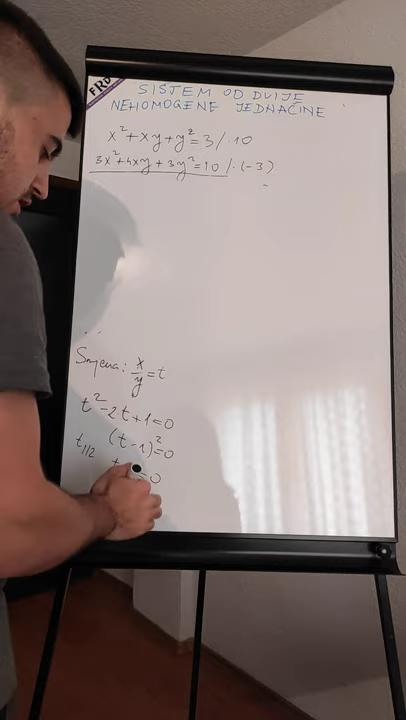 FRD
SISTEM OD DVIJE
NEHOMOGENE JEDNAČINE
x²+xy+y²=3/·10
3x²+4xy+3y²=10/·(-3)
Smjena: x/y=t
t²-2t+1=0
(t-1)²=0
t1/2
=0